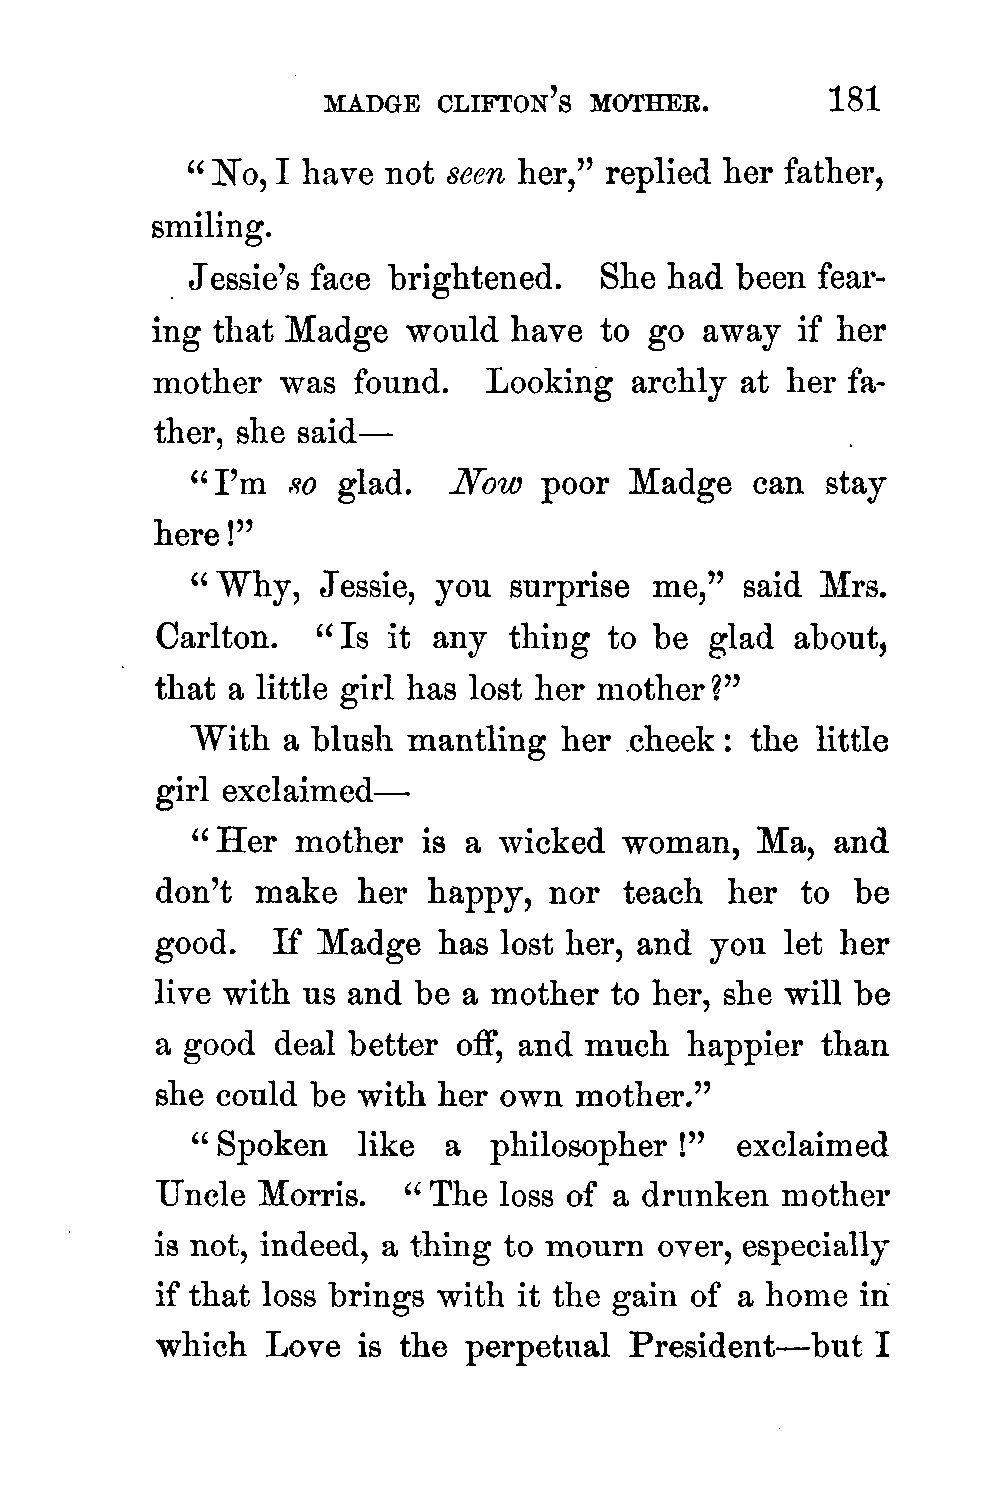 MADGE CLIFTON'S MOTHER. 181
"No, I have not seen her," replied her father,
smiling.
Jessie's face brightened. She had been fear-
ing that Madge would have to go away if her
mother was found. Looking archly at her fa-
ther, she said—
"I'm so glad. Now poor Madge can stay
here!"
"Why, Jessie, you surprise me," said Mrs.
Carlton. "Is it any thing to be glad about,
that a little girl has lost her mother?"
With a blush mantling her cheek: the little
girl exclaimed—
"Her mother is a wicked woman, Ma, and
don't make her happy, nor teach her to be
good. If Madge has lost her, and you let her
live with us and be a mother to her, she will be
a good deal better off, and much happier than
she could be with her own mother."
"Spoken like a philosopher!" exclaimed
Uncle Morris. "The loss of a drunken mother
is not, indeed, a thing to mourn over, especially
if that loss brings with it the gain of a home in
which Love is the perpetual President—but I